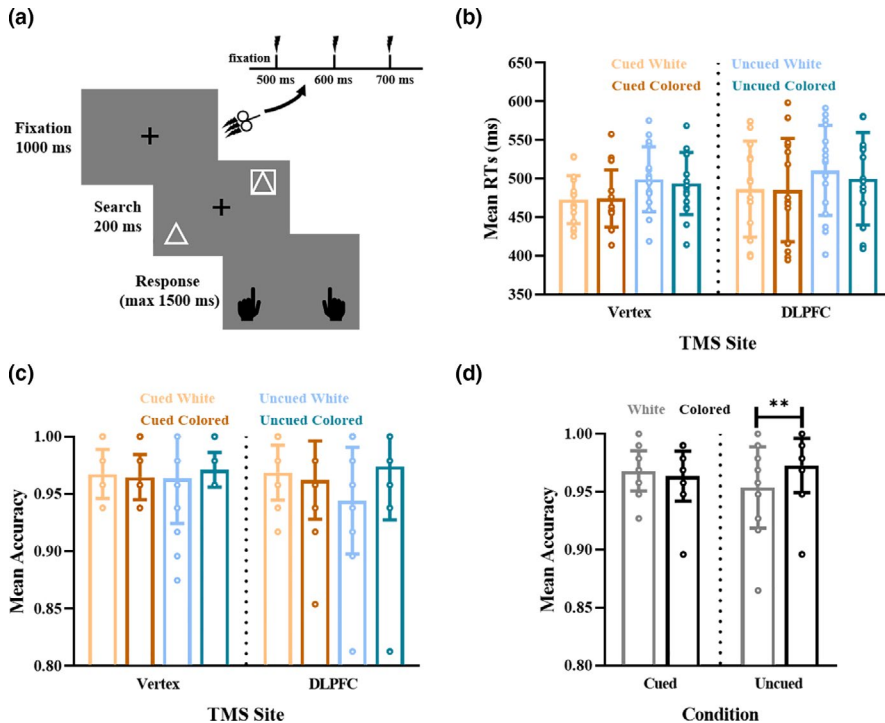 (a)
fixation
500 ms 600 ms 700 ms
Fixation
1000 ms
Search
200 ms
Response
(max 1500 ms)
(b)
Cued White Uncued White
Cued Colored Uncued Colored
Mean RTs (ms)
650
600
550
500
450
400
350
Vertex DLPFC
TMS Site
(c)
Cued White Uncued White
Cued Colored Uncued Colored
Mean Accuracy
1.00
0.95
0.90
0.85
0.80
Vertex DLPFC
TMS Site
(d)
White Colored
**
Mean Accuracy
1.00
0.95
0.90
0.85
0.80
Cued Uncued
Condition